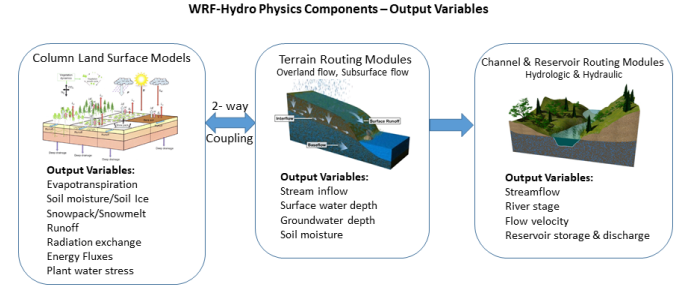 WRF-Hydro Physics Components – Output Variables
Column Land Surface Models
Output Variables:
Evapotranspiration
Soil moisture/Soil Ice
Snowpack/Snowmelt
Runoff
Radiation exchange
Energy Fluxes
Plant water stress
2- way
Coupling
Terrain Routing Modules
Overland flow, Subsurface flow
Interflow
Surface Runoff
Baseflow
Output Variables:
Stream inflow
Surface water depth
Groundwater depth
Soil moisture
Channel & Reservoir Routing Modules
Hydrologic & Hydraulic
Output Variables:
Streamflow
River stage
Flow velocity
Reservoir storage & discharge